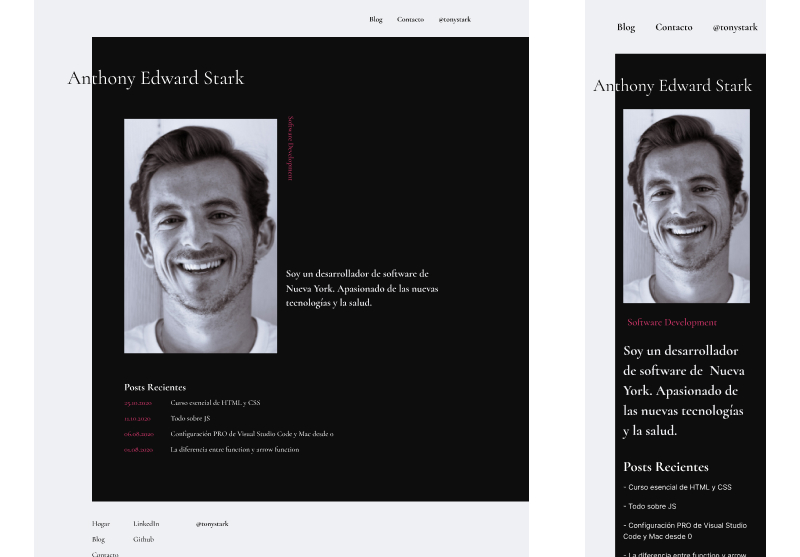 Blog Contacto @tonystark
Anthony Edward Stark
Software Development
Soy un desarrollador de software de
Nueva York. Apasionado de las nuevas
tecnologías y la salud.
Posts Recientes
25.10.2020 Curso esencial de HTML y CSS
11.10.2020 Todo sobre JS
06.08.2020 Configuración PRO de Visual Studio Code y Mac desde 0
01.08.2020 La diferencia entre function y arrow function
Hogar LinkedIn @tonystark
Blog Github
Contacto
Blog Contacto @tonystark
Anthony Edward Stark
Software Development
Soy un desarrollador
de software de Nueva
York. Apasionado de
las nuevas tecnologías
y la salud.
Posts Recientes
- Curso esencial de HTML y CSS
- Todo sobre JS
- Configuración PRO de Visual Studio
Code y Mac desde 0
- La diferencia entre function y arrow